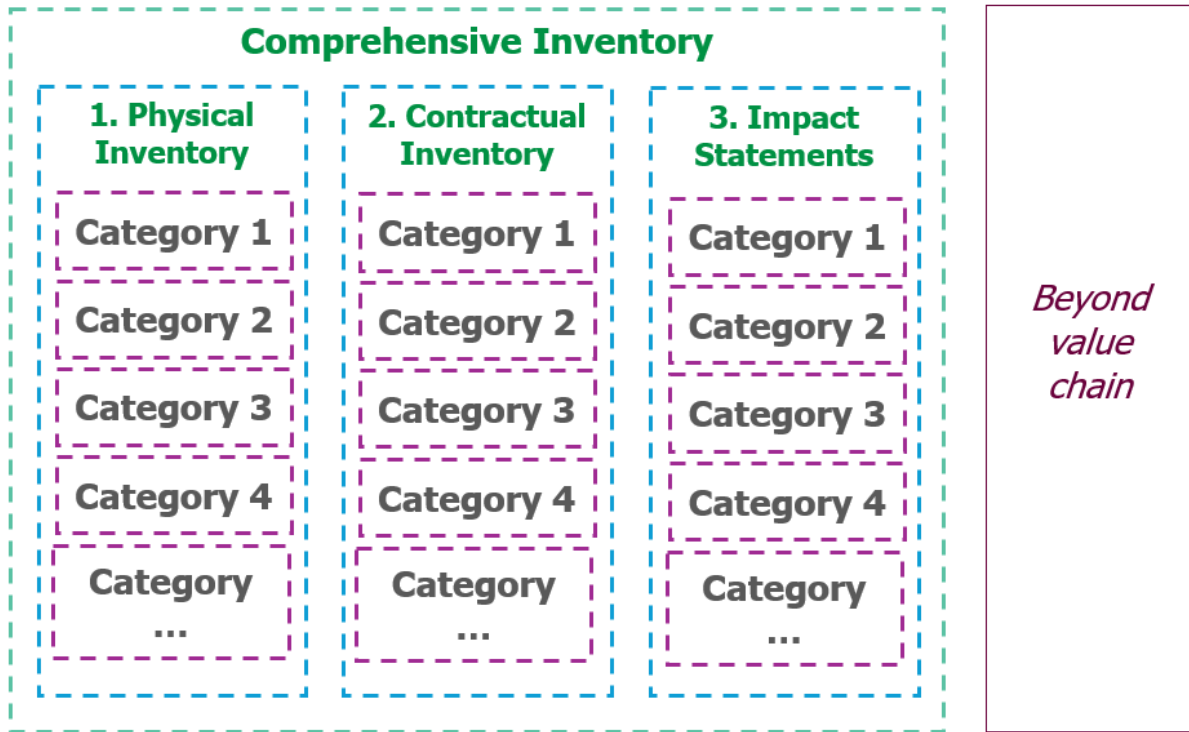 Comprehensive Inventory
1. Physical
Inventory
Category 1
Category 2
Category 3
Category 4
Category
...
2. Contractual
Inventory
Category 1
Category 2
Category 3
Category 4
Category
...
3. Impact
Statements
Category 1
Category 2
Category 3
Category 4
Category
...
Beyond
value
chain